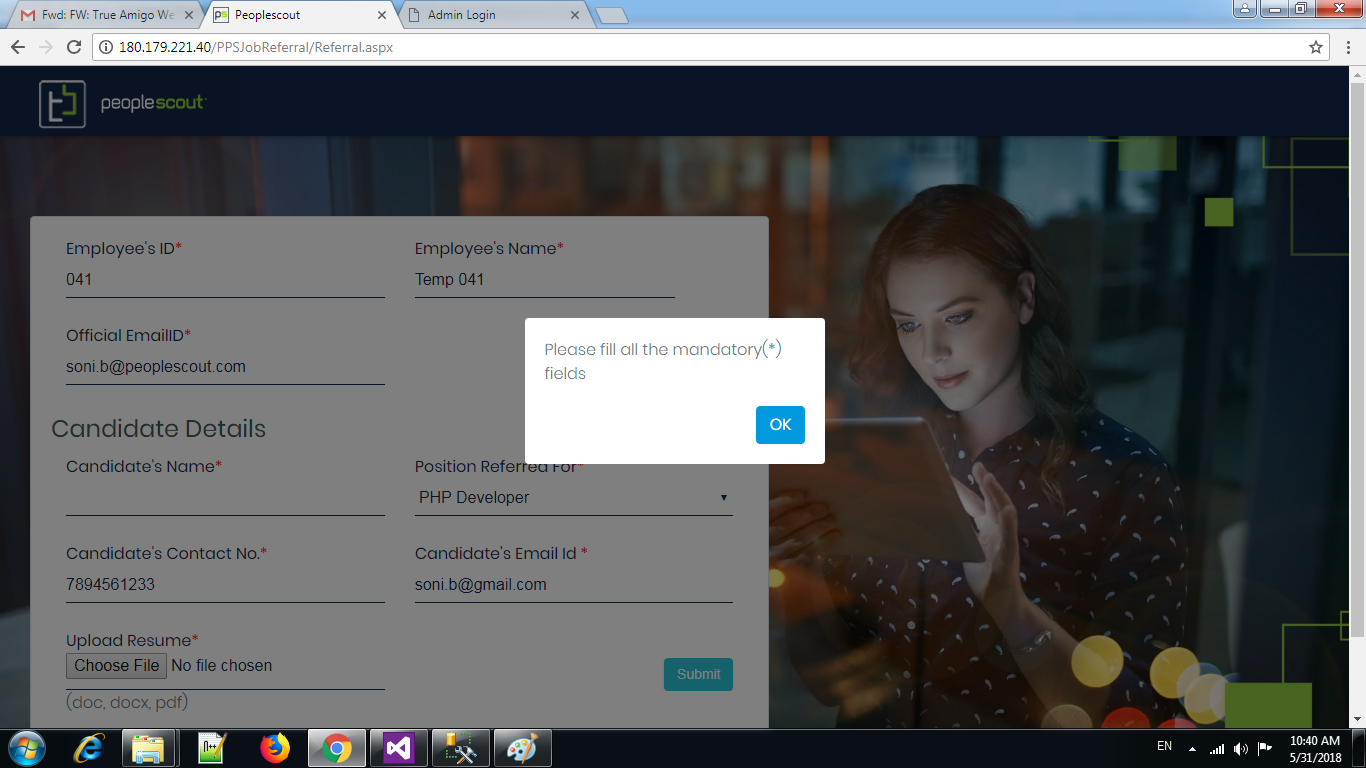 Fwd: FW: True Amigo We
Peoplescout
Admin Login
180.179.221.40/PPSJobReferral/Referral.aspx
peoplescout
Employee's ID*
Employee's Name*
041
Temp 041
Official EmailID*
soni.b@peoplescout.com
Please fill all the mandatory(*)
fields
OK
Candidate Details
Candidate's Name*
Position Referred For*
PHP Developer
Candidate's Contact No.*
Candidate's Email Id *
7894561233
soni.b@gmail.com
Upload Resume*
Choose File No file chosen
Submit
(doc, docx, pdf)
EN
10:40 AM
5/31/2018